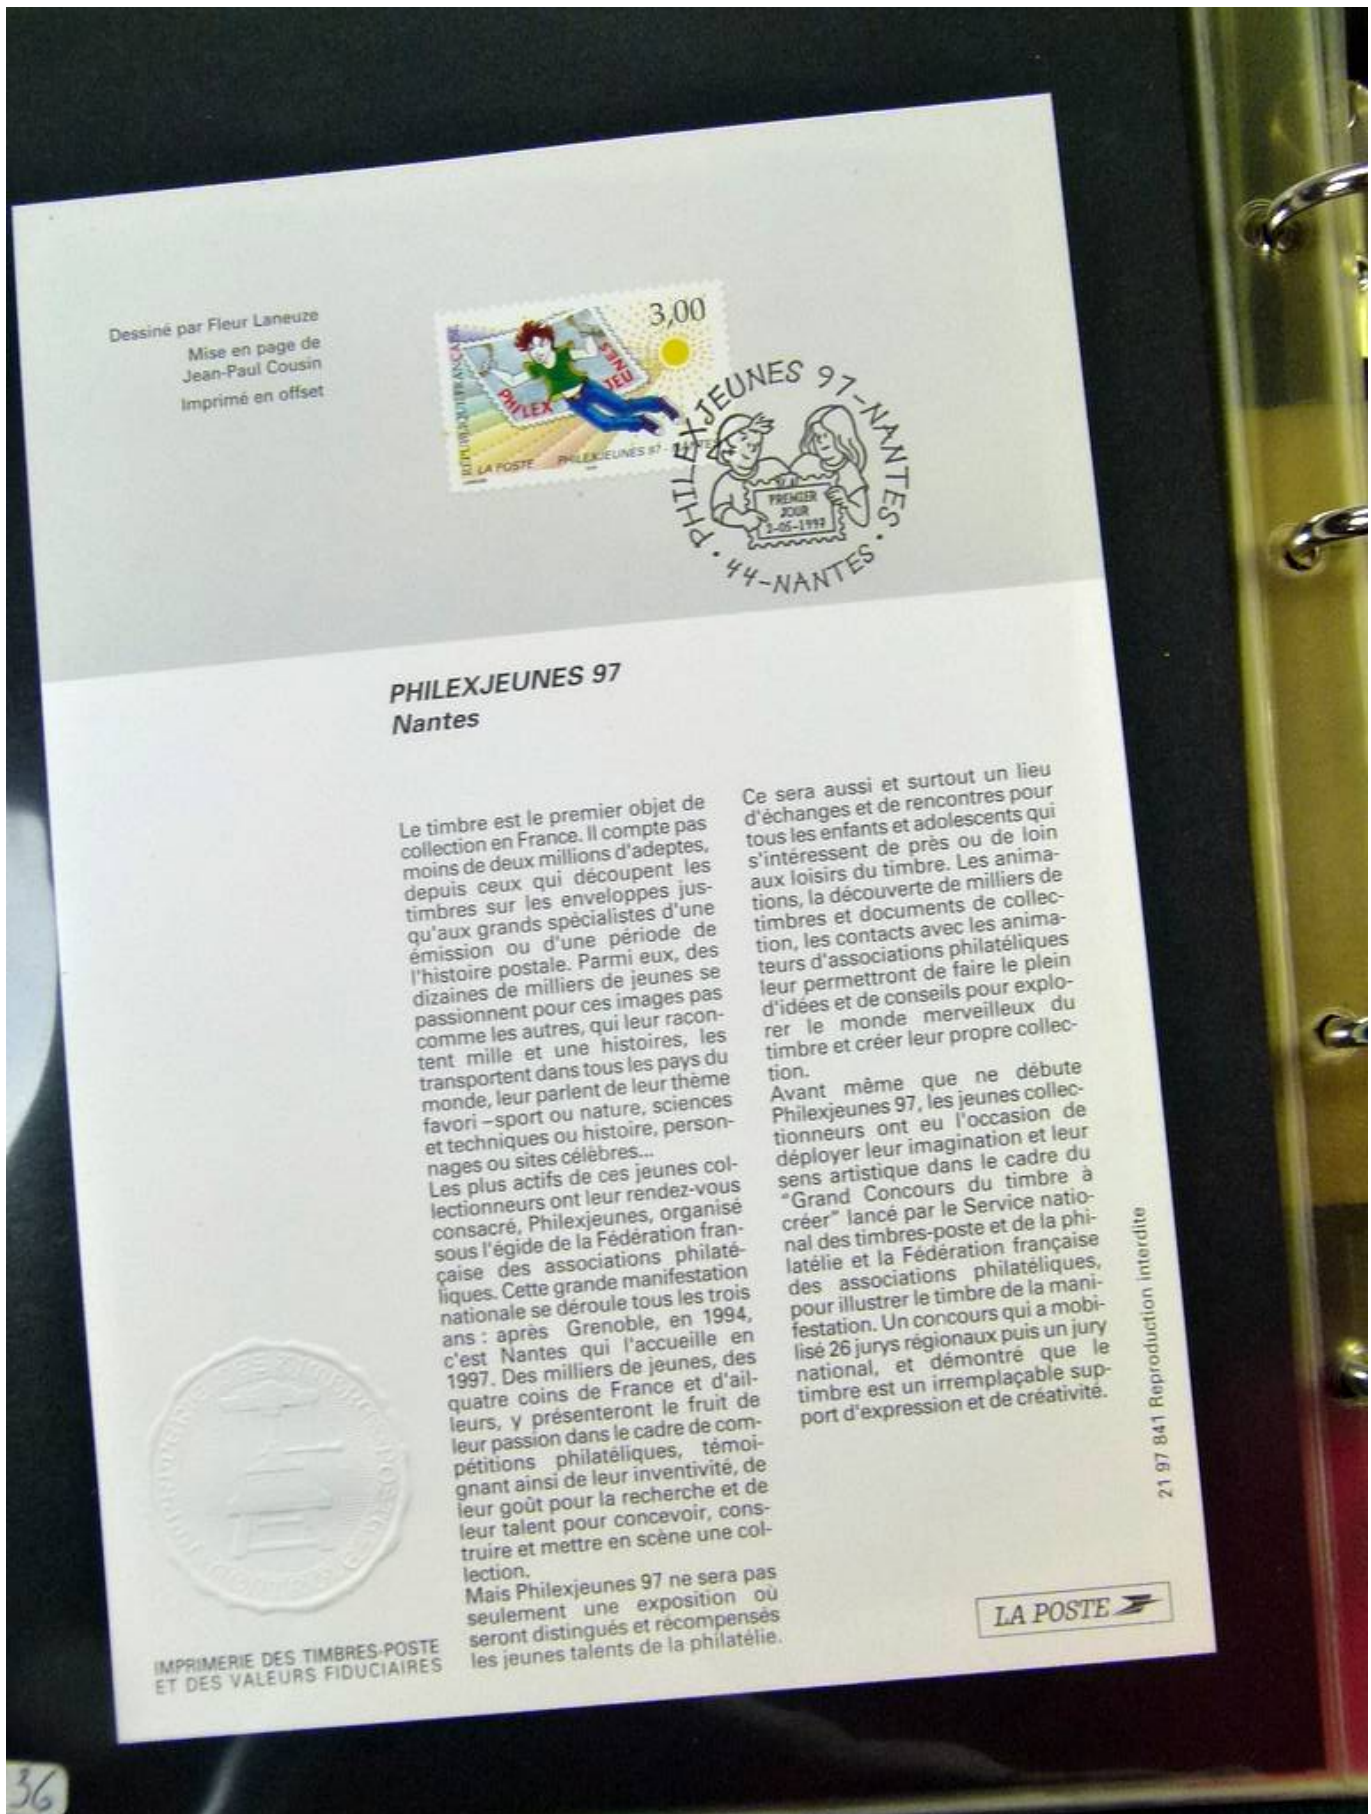 Dessiné par Fleur Laneuze
Mise en page de
Jean-Paul Cousin
Imprimé en offset
3,00
RÉPUBLIQUE FRANÇAISE
PHILEX
JEU
NES
LA POSTE
PHILEXJEUNES 97 - NANTES
PHILEXJEUNES 97-NANTES
PREMIER
JOUR
2-05-1997
44-NANTES
PHILEXJEUNES 97
Nantes
Le timbre est le premier objet de
collection en France. Il compte pas
moins de deux millions d'adeptes,
depuis ceux qui découpent les
timbres sur les enveloppes jus-
qu'aux grands spécialistes d'une
émission ou d'une période de
l'histoire postale. Parmi eux, des
dizaines de milliers de jeunes se
passionnent pour ces images pas
comme les autres, qui leur racon-
tent mille et une histoires, les
transportent dans tous les pays du
monde, leur parlent de leur thème
favori –sport ou nature, sciences
et techniques ou histoire, person-
nages ou sites célèbres...
Les plus actifs de ces jeunes col-
lectionneurs ont leur rendez-vous
consacré, Philexjeunes, organisé
sous l'égide de la Fédération fran-
çaise des associations philaté-
liques. Cette grande manifestation
nationale se déroule tous les trois
ans : après Grenoble, en 1994,
c'est Nantes qui l'accueille en
1997. Des milliers de jeunes, des
quatre coins de France et d'ail-
leurs, y présenteront le fruit de
leur passion dans le cadre de com-
pétitions philatéliques, témoi-
gnant ainsi de leur inventivité, de
leur goût pour la recherche et de
leur talent pour concevoir, cons-
truire et mettre en scène une col-
lection.
Mais Philexjeunes 97 ne sera pas
seulement une exposition où
seront distingués et récompensés
les jeunes talents de la philatélie.
Ce sera aussi et surtout un lieu
d'échanges et de rencontres pour
tous les enfants et adolescents qui
s'intéressent de près ou de loin
aux loisirs du timbre. Les anima-
tions, la découverte de milliers de
timbres et documents de collec-
tion, les contacts avec les anima-
teurs d'associations philatéliques
leur permettront de faire le plein
d'idées et de conseils pour explo-
rer le monde merveilleux du
timbre et créer leur propre collec-
tion.
Avant même que ne débute
Philexjeunes 97, les jeunes collec-
tionneurs ont eu l'occasion de
déployer leur imagination et leur
sens artistique dans le cadre du
"Grand Concours du timbre à
créer" lancé par le Service natio-
nal des timbres-poste et de la phi-
latélie et la Fédération française
des associations philatéliques,
pour illustrer le timbre de la mani-
festation. Un concours qui a mobi-
lisé 26 jurys régionaux puis un jury
national, et démontré que le
timbre est un irremplaçable sup-
port d'expression et de créativité.
21 97 841 Reproduction interdite
IMPRIMERIE DES TIMBRES-POSTE
ET DES VALEURS FIDUCIAIRES
LA POSTE
36